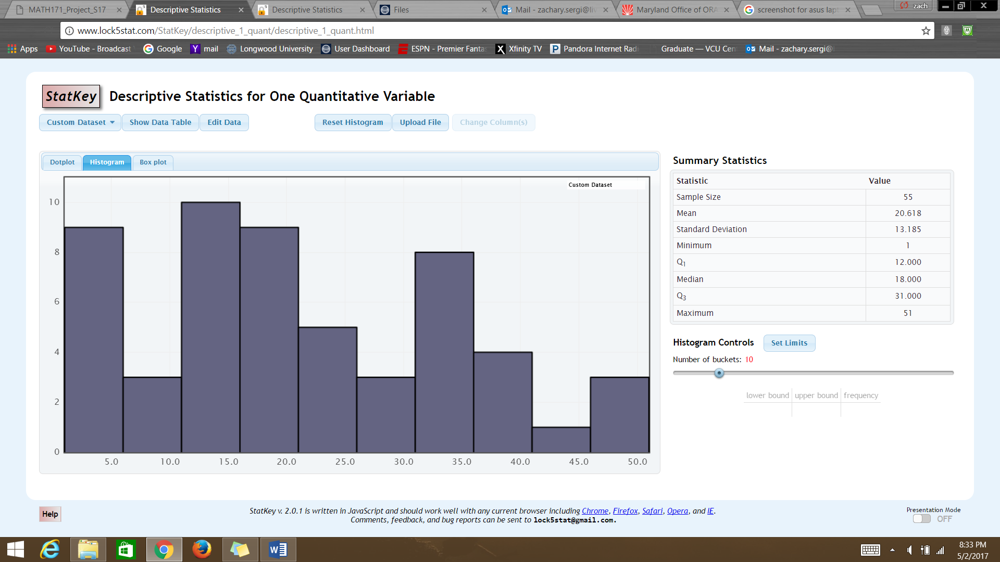 MATH171_Project_S17
Descriptive Statistics
Descriptive Statistics
Files
Mail - zachary.sergi@liv
Maryland Office of ORA
screenshot for asus lapt
zach
www.lock5stat.com/StatKey/descriptive_1_quant/descriptive_1_quant.html
Apps
YouTube - Broadcast
Google
mail
Longwood University
User Dashboard
ESPN - Premier Fanta
Xfinity TV
Pandora Internet Radi
Graduate — VCU Cen
Mail - zachary.sergi@l
StatKey Descriptive Statistics for One Quantitative Variable
Custom Dataset
Show Data Table
Edit Data
Reset Histogram
Upload File
Change Column(s)
Dotplot
Histogram
Box plot
Custom Dataset
10
8
6
4
2
0
5.0 10.0 15.0 20.0 25.0 30.0 35.0 40.0 45.0 50.0
Summary Statistics
Statistic Value
Sample Size 55
Mean 20.618
Standard Deviation 13.185
Minimum 1
Q1 12.000
Median 18.000
Q3 31.000
Maximum 51
Histogram Controls Set Limits
Number of buckets: 10
lower bound upper bound frequency
Help
StatKey v. 2.0.1 is written in JavaScript and should work well with any current browser including Chrome, Firefox, Safari, Opera, and IE.
Comments, feedback, and bug reports can be sent to lock5stat@gmail.com.
Presentation Mode
OFF
8:33 PM
5/2/2017